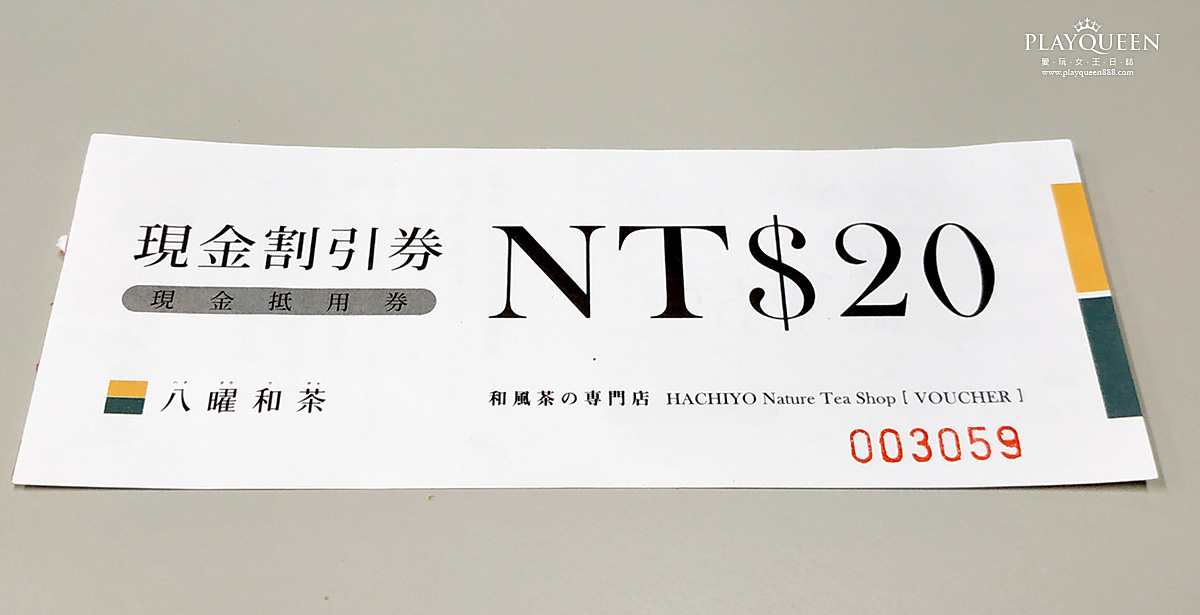 PLAYQUEEN
愛·玩·女·王·日·誌
www.playqueen888.com
現金割引券
現金抵用券
NT$20
八曜和茶
和風茶の専門店 HACHIYO Nature Tea Shop [ VOUCHER ]
003059